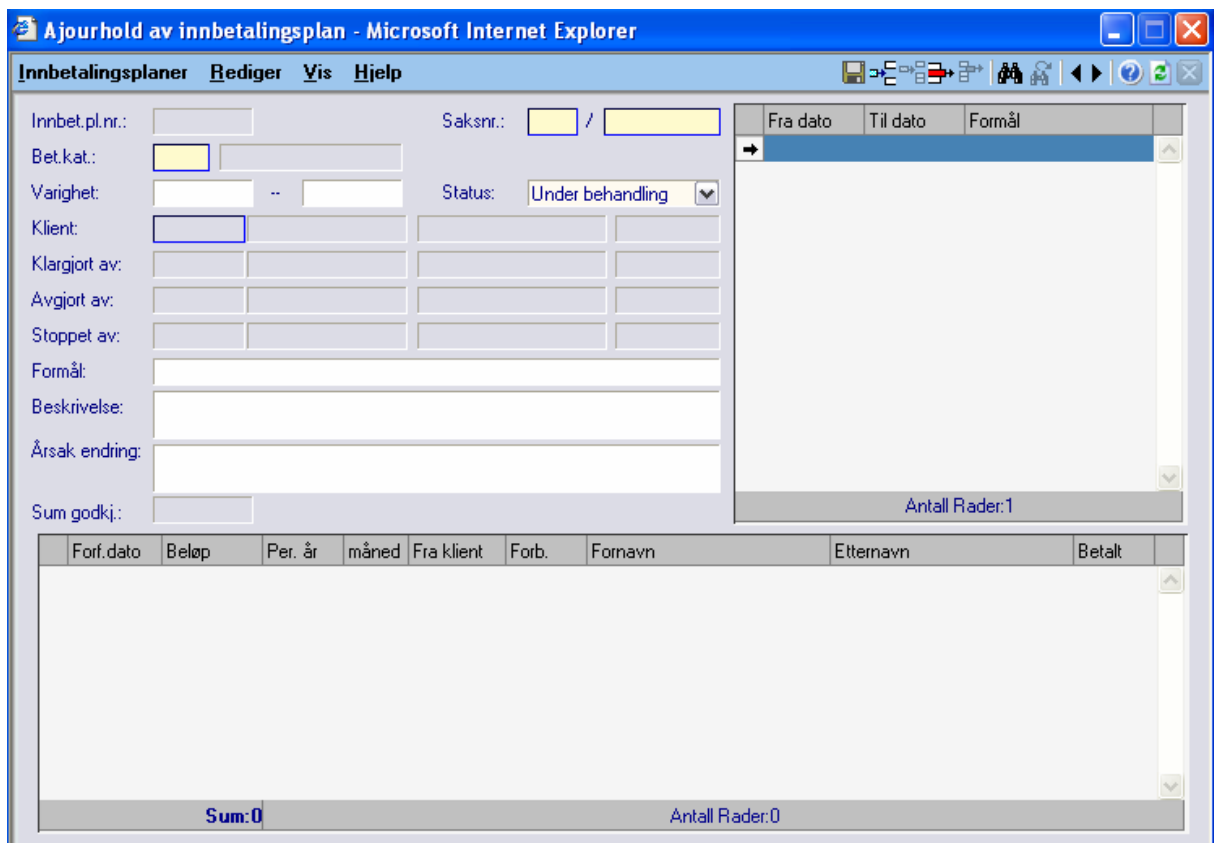 Ajourhold av innbetalingsplan - Microsoft Internet Explorer
Innbetalingsplaner Rediger Vis Hjelp
Innbet.pl.nr.: Saksnr.: /
Bet.kat.:
Varighet: -- Status: Under behandling
Klient:
Klargjort av:
Avgjort av:
Stoppet av:
Formål:
Beskrivelse:
Årsak endring:
Sum godkj.:
Fra dato Til dato Formål
Antall Rader:1
Forf.dato Beløp Per. år måned Fra klient Forb. Fornavn Etternavn Betalt
Sum:0 Antall Rader:0